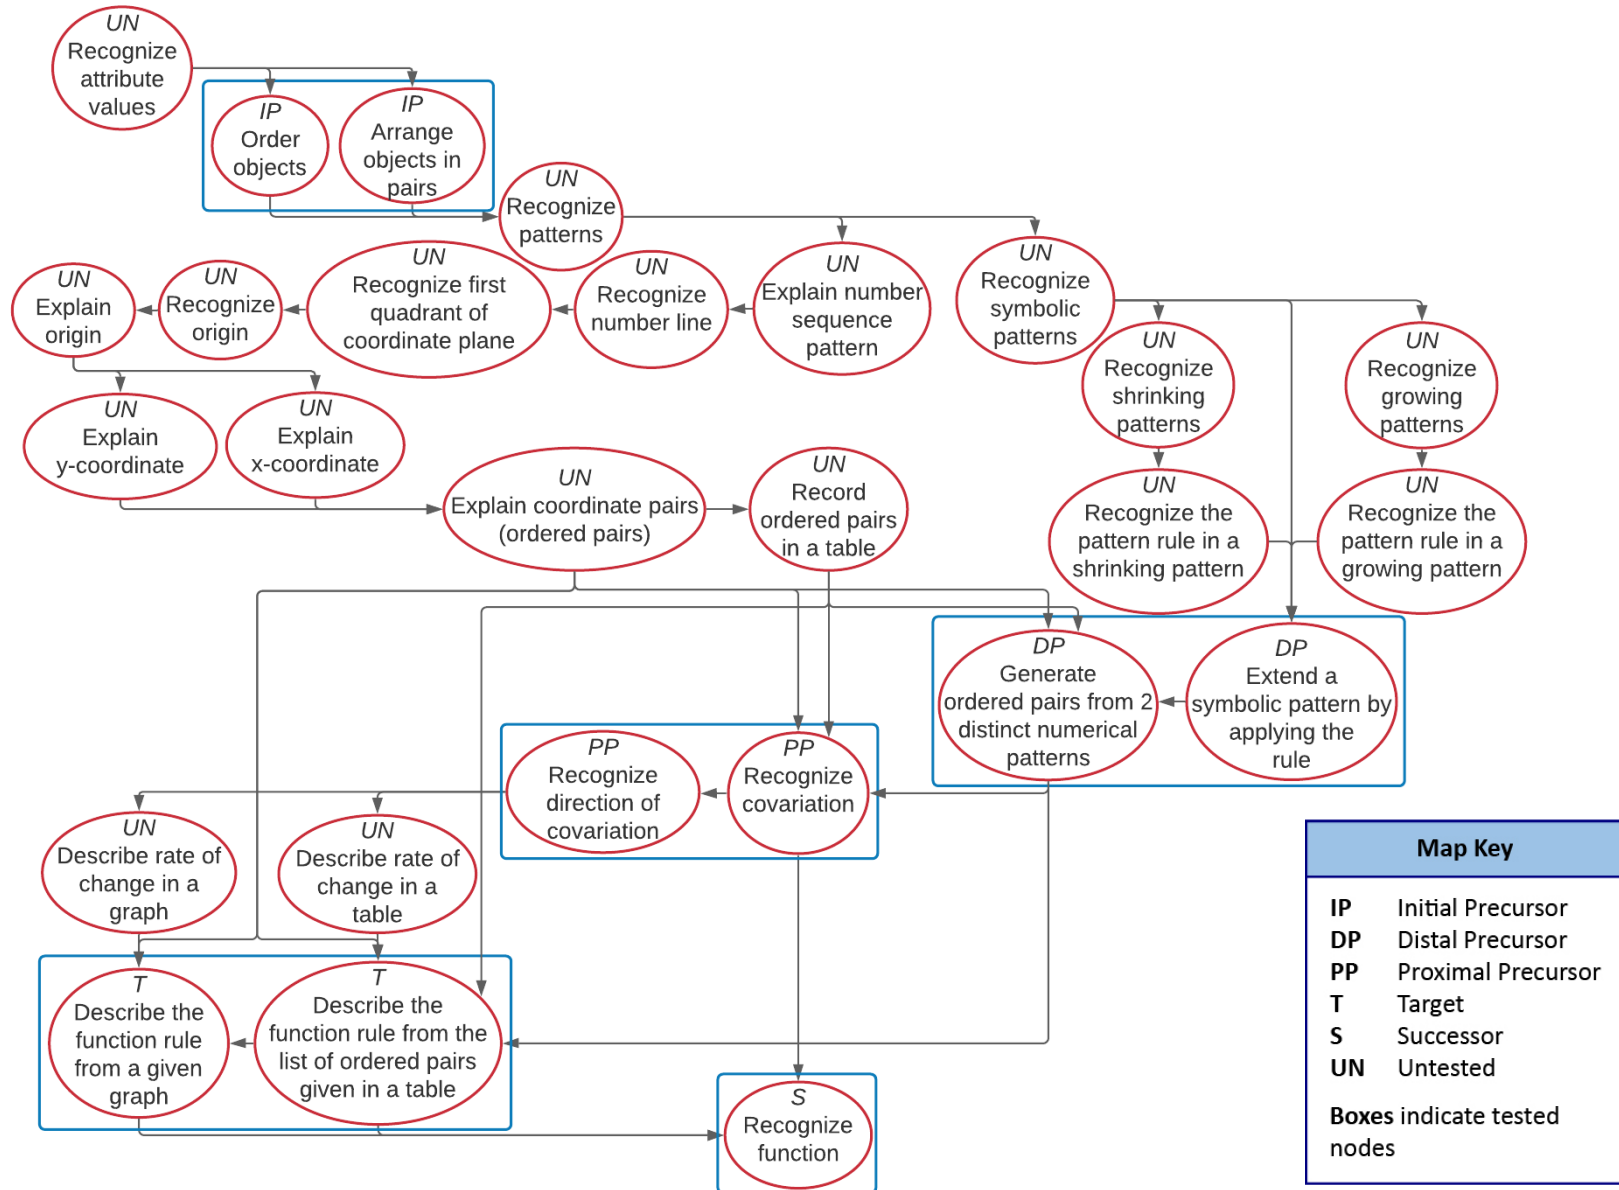 UN
Recognize
attribute
values
IP
Order
objects
IP
Arrange
objects in
pairs
UN
Recognize
patterns
UN
Explain
origin
UN
Recognize
origin
UN
Recognize first
quadrant of
coordinate plane
UN
Recognize
number line
UN
Explain number
sequence
pattern
UN
Recognize
symbolic
patterns
UN
Recognize
shrinking
patterns
UN
Recognize
growing
patterns
UN
Explain
y-coordinate
UN
Explain
x-coordinate
UN
Explain coordinate pairs
(ordered pairs)
UN
Record
ordered pairs
in a table
UN
Recognize the
pattern rule in a
shrinking pattern
UN
Recognize the
pattern rule in a
growing pattern
DP
Generate
ordered pairs from 2
distinct numerical
patterns
DP
Extend a
symbolic pattern by
applying the
rule
PP
Recognize
direction of
covariation
PP
Recognize
covariation
UN
Describe rate of
change in a
graph
UN
Describe rate of
change in a
table
T
Describe the
function rule
from a given
graph
T
Describe the
function rule from the
list of ordered pairs
given in a table
S
Recognize
function
Map Key
IP Initial Precursor
DP Distal Precursor
PP Proximal Precursor
T Target
S Successor
UN Untested
Boxes indicate tested
nodes